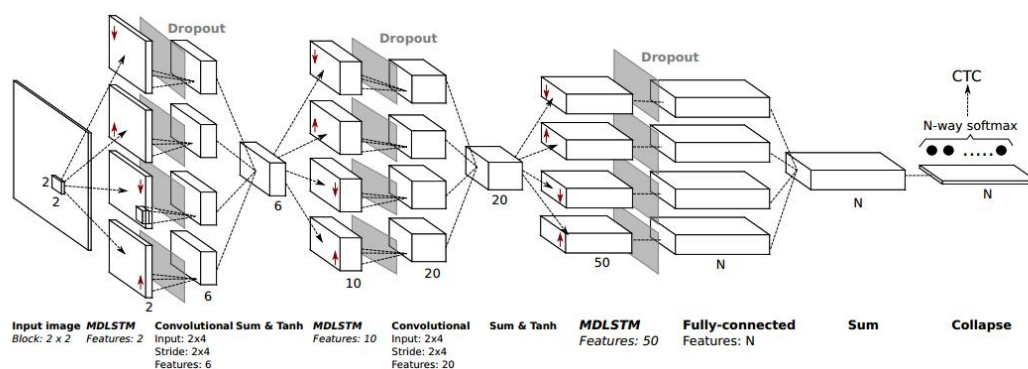 Dropout
Dropout
Dropout
CTC
N-way softmax
2
2
2
6
6
10
20
20
50
N
N
N
Input image
Block: 2 x 2
MDLSTM
Features: 2
Convolutional
Input: 2x4
Stride: 2x4
Features: 6
Sum & Tanh
MDLSTM
Features: 10
Convolutional
Input: 2x4
Stride: 2x4
Features: 20
Sum & Tanh
MDLSTM
Features: 50
Fully-connected
Features: N
Sum
Collapse